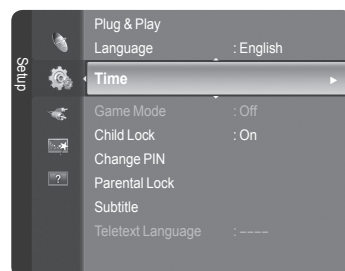 Setup
Plug & Play
Language : English
Time
Game Mode : Off
Child Lock : On
Change PIN
Parental Lock
Subtitle
Teletext Language : ----
?